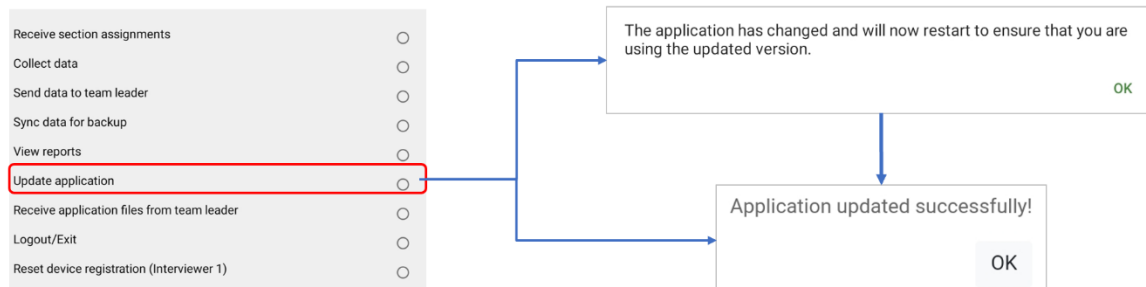 Receive section assignments
Collect data
Send data to team leader
Sync data for backup
View reports
Update application
Receive application files from team leader
Logout/Exit
Reset device registration (Interviewer 1)
The application has changed and will now restart to ensure that you are
using the updated version.
OK
Application updated successfully!
OK